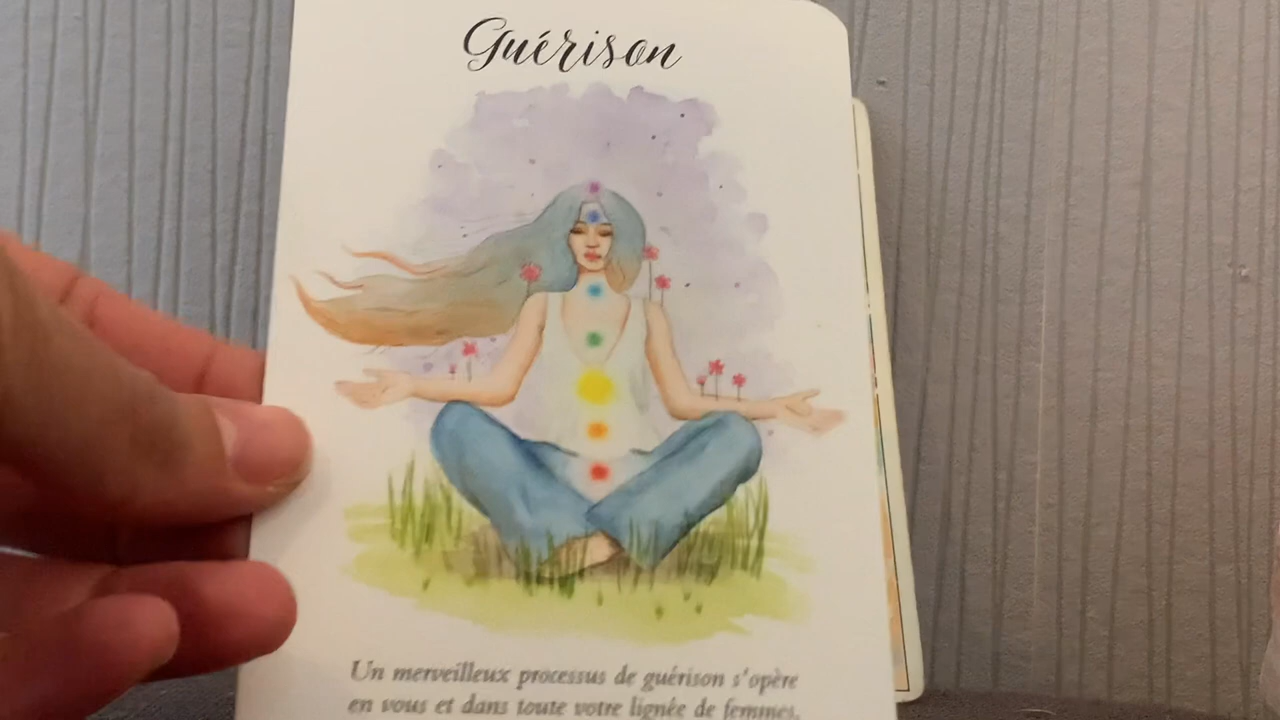 Guérison
Un merveilleux processus de guérison s'opère
en vous et dans toute votre lignée de femmes.